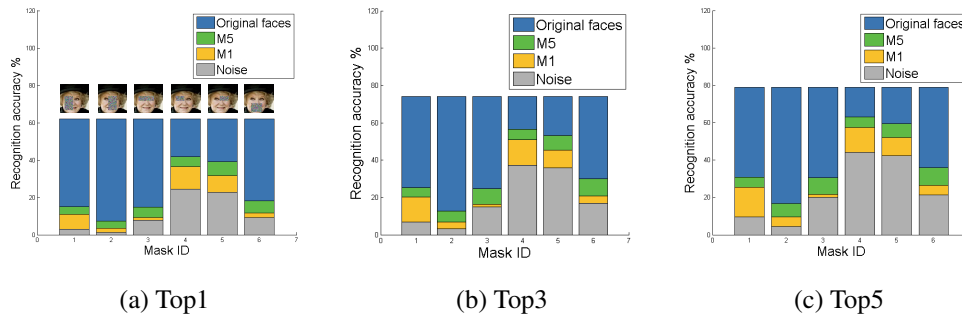 120
100
80
60
40
20
0
Recognition accuracy %
Original faces
M5
M1
Noise
0 1 2 3 4 5 6 7
Mask ID
(a) Top1
120
100
80
60
40
20
0
Recognition accuracy %
Original faces
M5
M1
Noise
0 1 2 3 4 5 6 7
Mask ID
(b) Top3
120
100
80
60
40
20
0
Recognition accuracy %
Original faces
M5
M1
Noise
0 1 2 3 4 5 6
Mask ID
(c) Top5